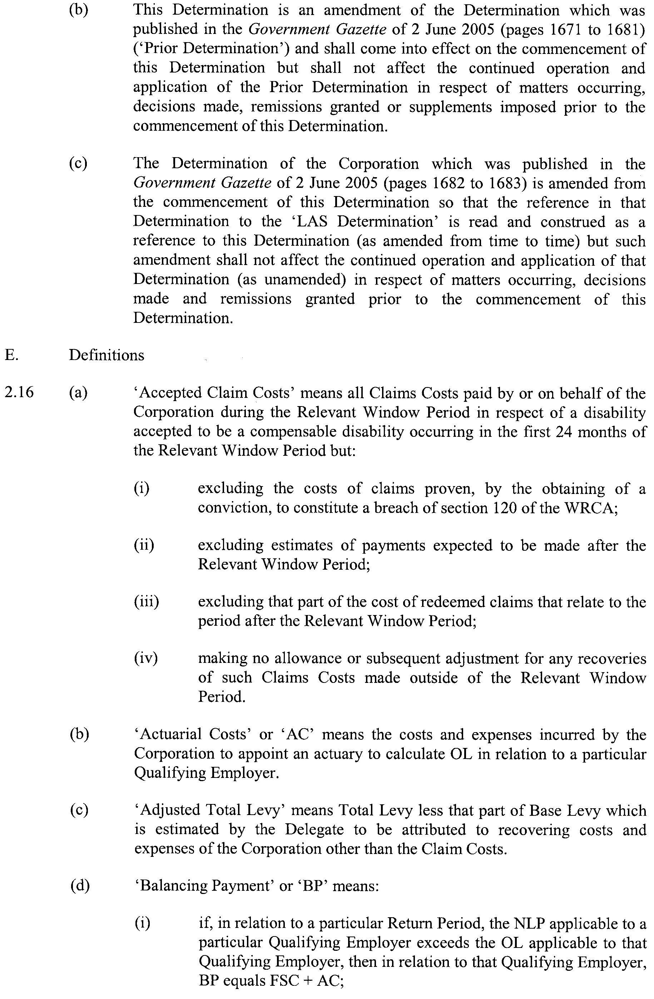 (b) This Determination is an amendment of the Determination which was
published in the Government Gazette of 2 June 2005 (pages 1671 to 1681)
(‘Prior Determination’) and shall come into effect on the commencement of
this Determination but shall not affect the continued operation and
application of the Prior Determination in respect of matters occurring,
decisions made, remissions granted or supplements imposed prior to the
commencement of this Determination.
(c) The Determination of the Corporation which was published in the
Government Gazette of 2 June 2005 (pages 1682 to 1683) is amended from
the commencement of this Determination so that the reference in that
Determination to the ‘LAS Determination’ is read and construed as a
reference to this Determination (as amended from time to time) but such
amendment shall not affect the continued operation and application of that
Determination (as unamended) in respect of matters occurring, decisions
made and remissions granted prior to the commencement of this
Determination.
E. Definitions
2.16 (a) ‘Accepted Claim Costs’ means all Claims Costs paid by or on behalf of the
Corporation during the Relevant Window Period in respect of a disability
accepted to be a compensable disability occurring in the first 24 months of
the Relevant Window Period but:
(i) excluding the costs of claims proven, by the obtaining of a
conviction, to constitute a breach of section 120 of the WRCA;
(ii) excluding estimates of payments expected to be made after the
Relevant Window Period;
(iii) excluding that part of the cost of redeemed claims that relate to the
period after the Relevant Window Period;
(iv) making no allowance or subsequent adjustment for any recoveries
of such Claims Costs made outside of the Relevant Window
Period.
(b) ‘Actuarial Costs’ or ‘AC’ means the costs and expenses incurred by the
Corporation to appoint an actuary to calculate OL in relation to a particular
Qualifying Employer.
(c) ‘Adjusted Total Levy’ means Total Levy less that part of Base Levy which
is estimated by the Delegate to be attributed to recovering costs and
expenses of the Corporation other than the Claim Costs.
(d) ‘Balancing Payment’ or ‘BP’ means:
(i) if, in relation to a particular Return Period, the NLP applicable to a
particular Qualifying Employer exceeds the OL applicable to that
Qualifying Employer, then in relation to that Qualifying Employer,
BP equals FSC + AC;